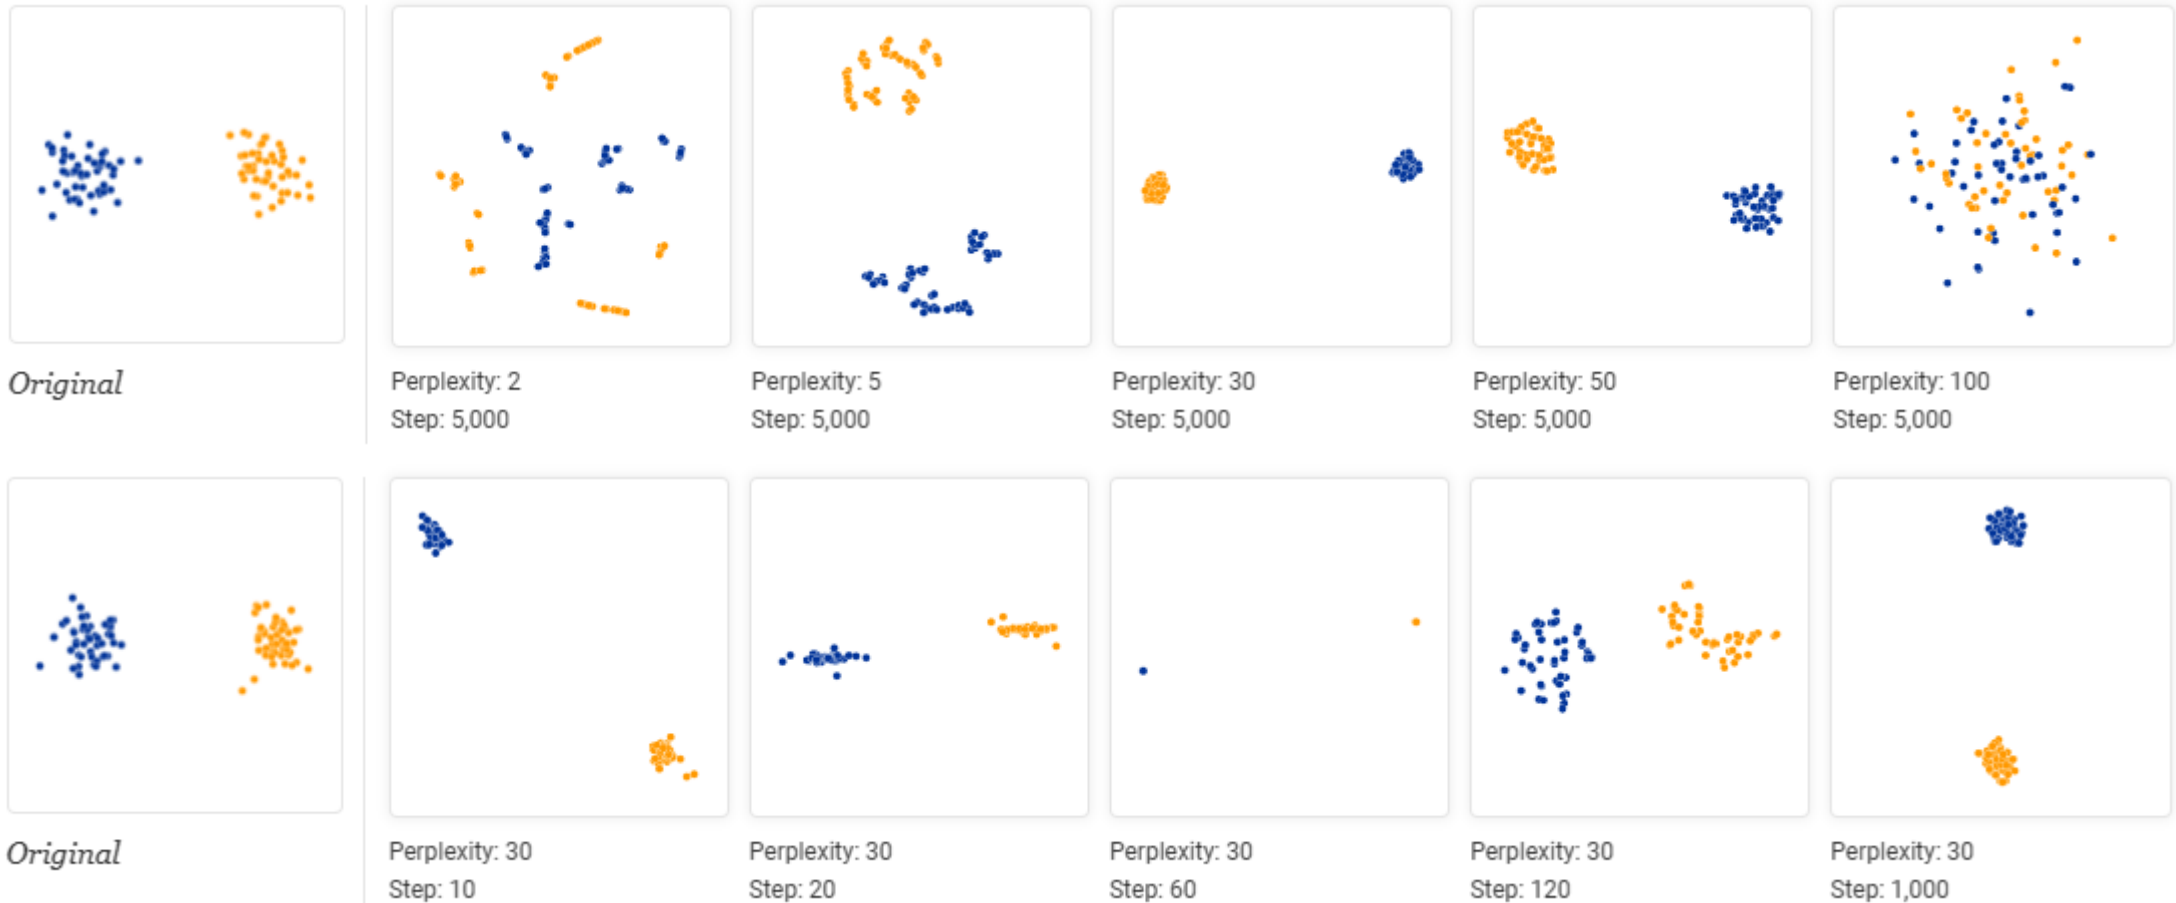 Original
Perplexity: 2
Step: 5,000
Perplexity: 5
Step: 5,000
Perplexity: 30
Step: 5,000
Perplexity: 50
Step: 5,000
Perplexity: 100
Step: 5,000
Original
Perplexity: 30
Step: 10
Perplexity: 30
Step: 20
Perplexity: 30
Step: 60
Perplexity: 30
Step: 120
Perplexity: 30
Step: 1,000